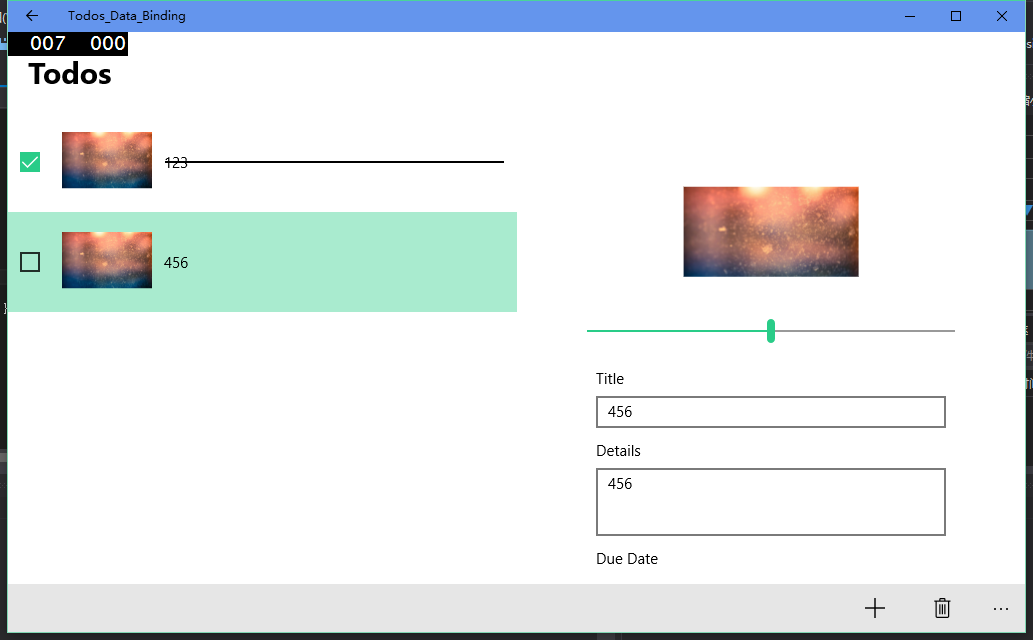 Todos_Data_Binding
007 000
Todos
123
456
Title
456
Details
456
Due Date